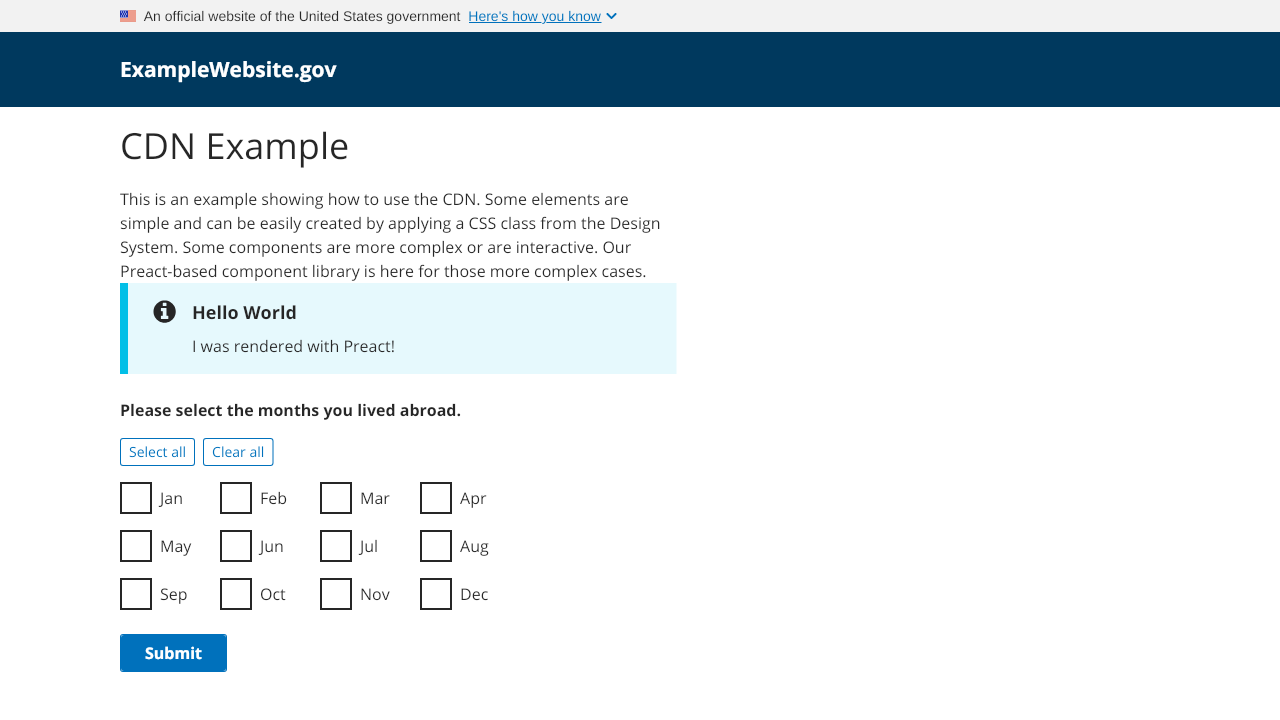 An official website of the United States government Here's how you know
ExampleWebsite.gov
CDN Example
This is an example showing how to use the CDN. Some elements are
simple and can be easily created by applying a CSS class from the Design
System. Some components are more complex or are interactive. Our
Preact-based component library is here for those more complex cases.
Hello World
I was rendered with Preact!
Please select the months you lived abroad.
Select all Clear all
Jan Feb Mar Apr
May Jun Jul Aug
Sep Oct Nov Dec
Submit